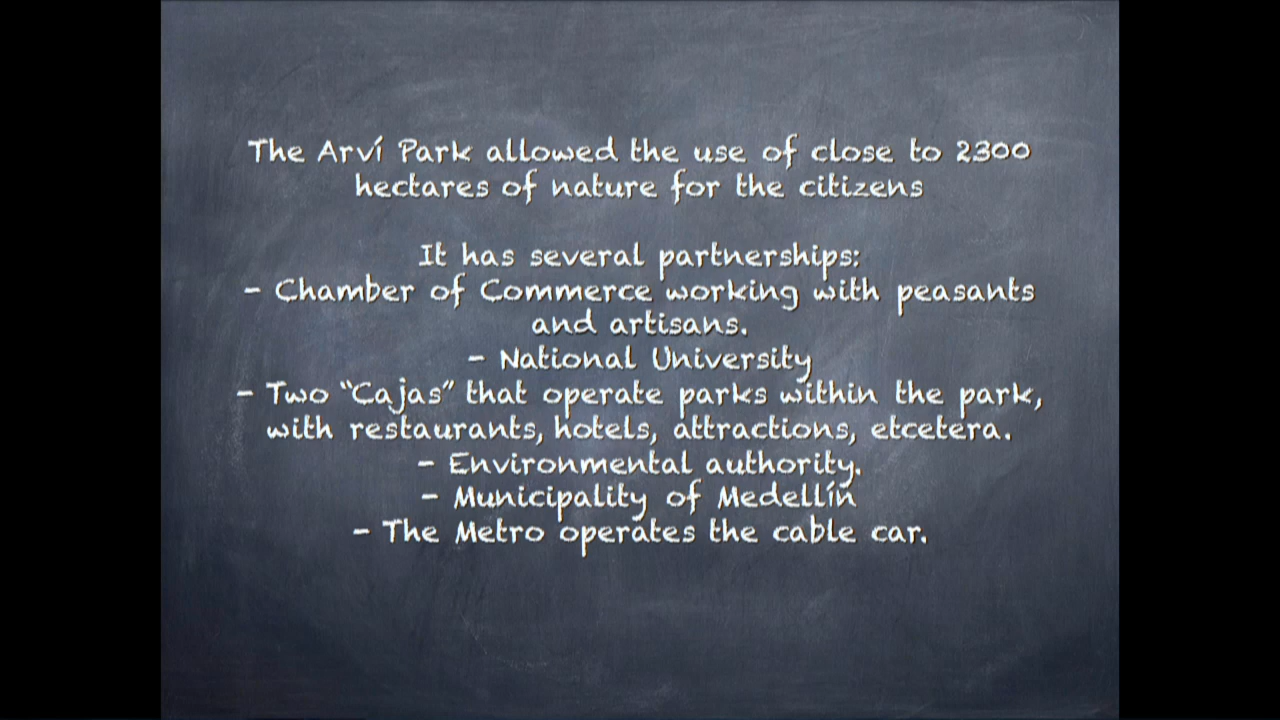 The Arví Park allowed the use of close to 2300
hectares of nature for the citizens
It has several partnerships:
- Chamber of Commerce working with peasants
and artisans.
- National University
- Two “Cajas” that operate parks within the park,
with restaurants, hotels, attractions, etcetera.
- Environmental authority.
- Municipality of Medellín
- The Metro operates the cable car.